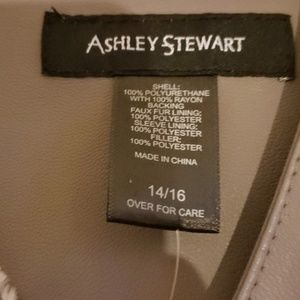 ASHLEY STEWART
SHELL:
100% POLYURETHANE
WITH 100% RAYON
BACKING
FAUX FUR LINING:
100% POLYESTER
SLEEVE LINING:
100% POLYESTER
FILLER:
100% POLYESTER
MADE IN CHINA
14/16
OVER FOR CARE